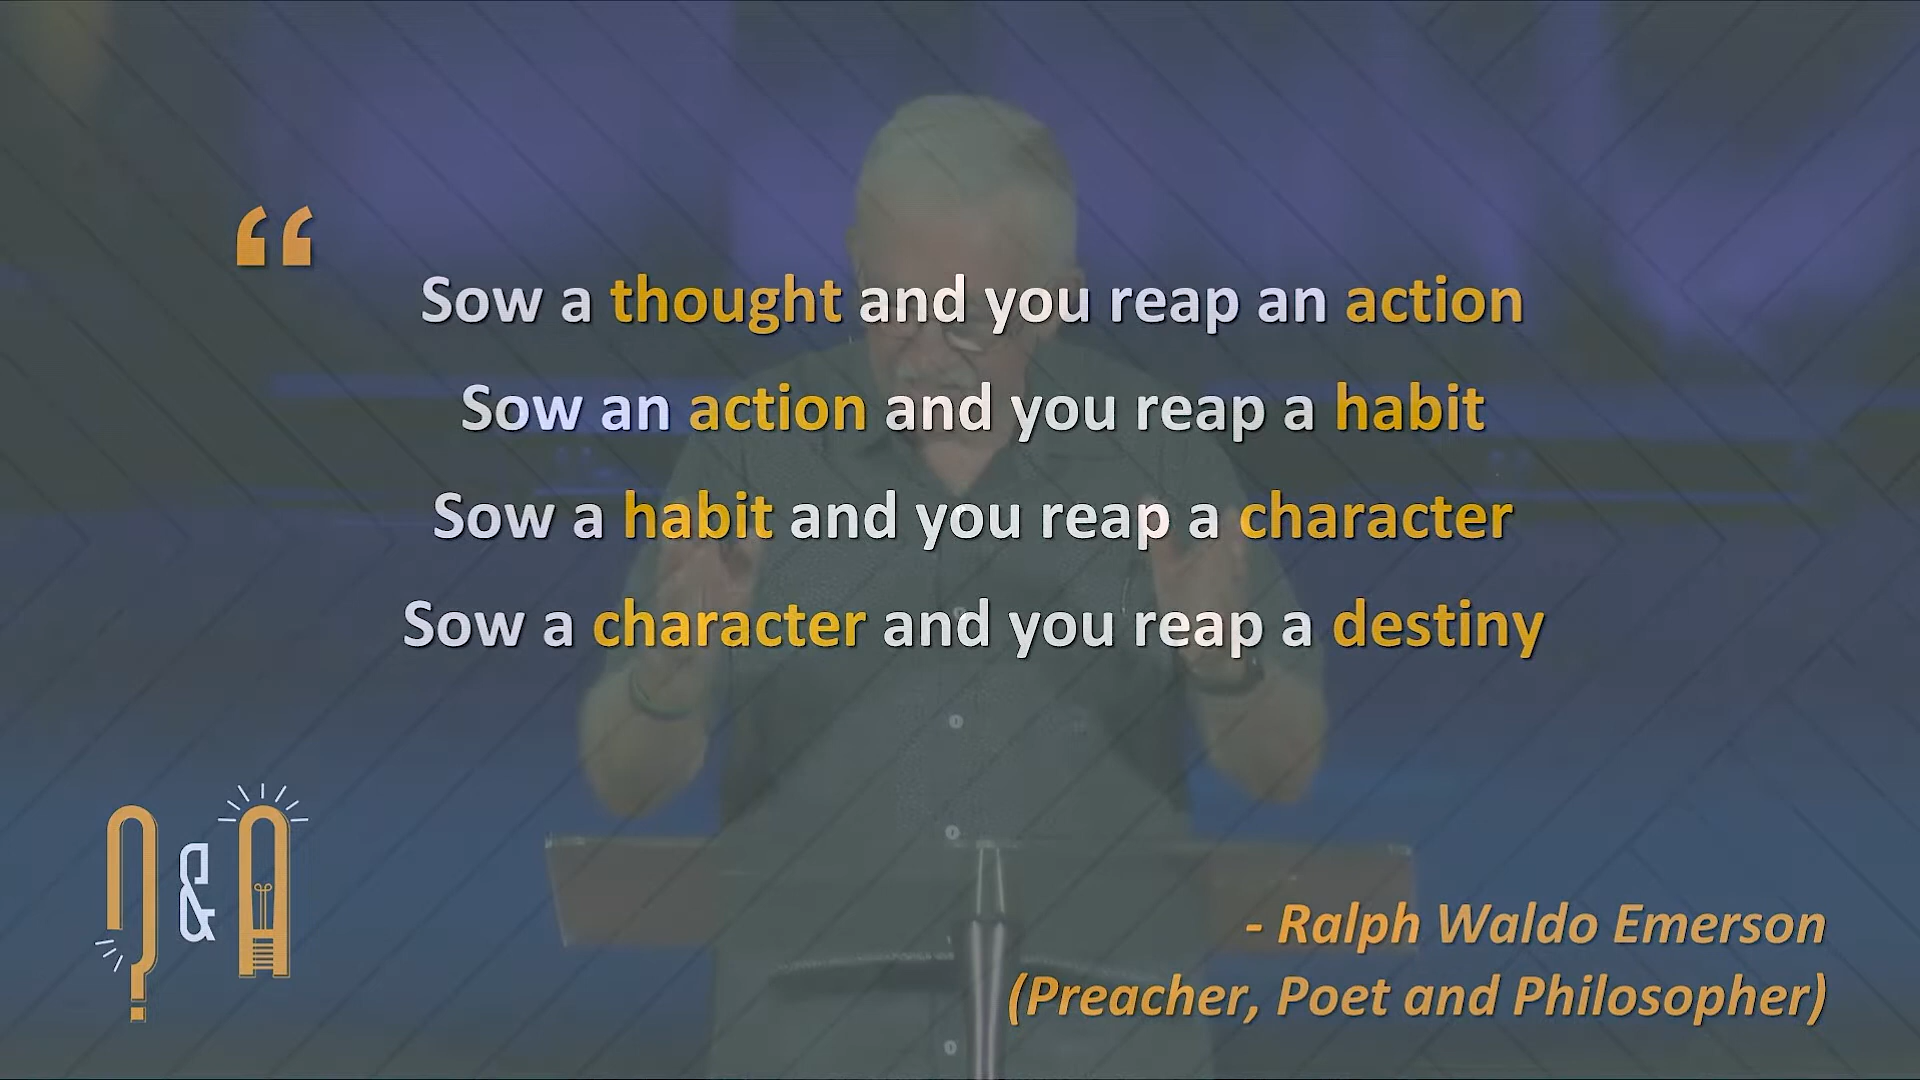 “
Sow a thought and you reap an action
Sow an action and you reap a habit
Sow a habit and you reap a character
Sow a character and you reap a destiny
? & A
- Ralph Waldo Emerson
(Preacher, Poet and Philosopher)